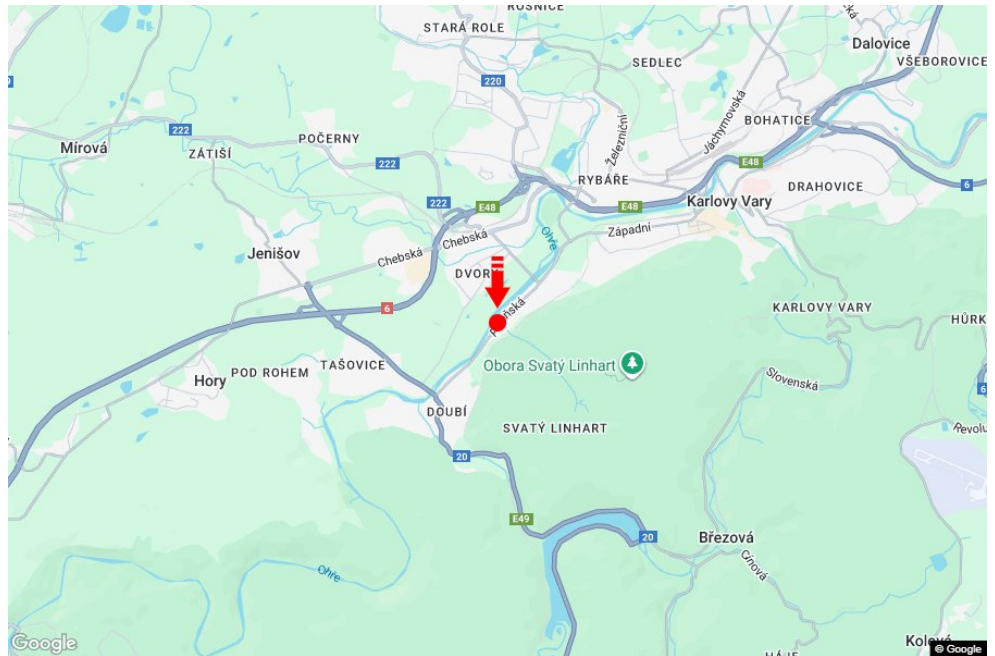 ROSNICE
STARÁ ROLE
Dalovice
SEDLEC
VŠEBOROVICE
220
222
Mírová
ZÁTIŠÍ
POČERNY
222
Železniční
Jáchymovská
BOHATICE
E48
6
222
RYBÁŘE
DRAHOVICE
E48
E48
Karlovy Vary
Západní
Ohře
Chebská
Jenišov
Chebská
DVORY
6
KARLOVY VARY
HŮRK
Obora Svatý Linhart
TAŠOVICE
POD ROHEM
Hory
Slovenská
6
DOUBÍ
SVATÝ LINHART
Revolu
20
E49
20
Březová
Ohře
Cínová
Google
Kolová
HÁJE
© Google